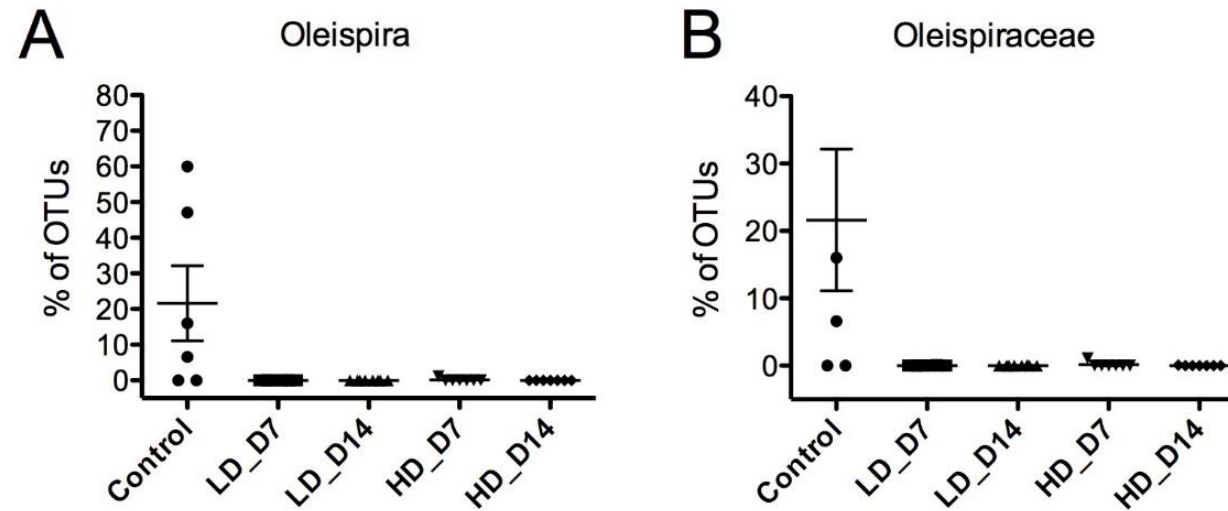 A
Oleispira
% of OTUs
80
70
60
50
40
30
20
10
0
Control
LD_D7
LD_D14
HD_D7
HD_D14
B
Oleispiraceae
% of OTUs
40
30
20
10
0
Control
LD_D7
LD_D14
HD_D7
HD_D14